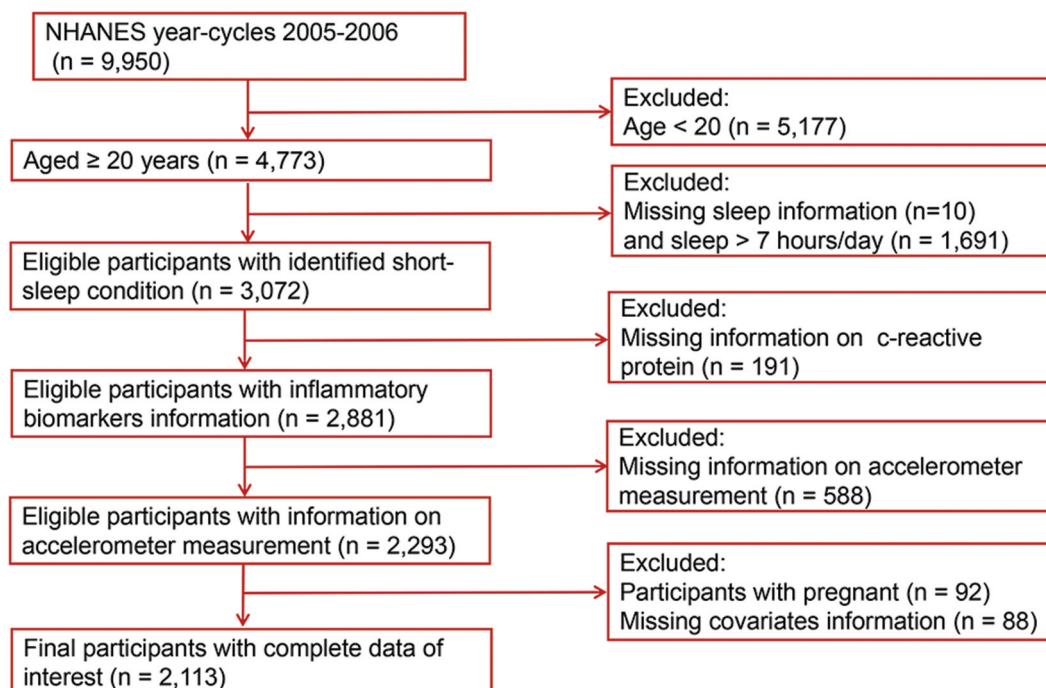 NHANES year-cycles 2005-2006
(n = 9,950)
Excluded:
Age < 20 (n = 5,177)
Aged ≥ 20 years (n = 4,773)
Excluded:
Missing sleep information (n=10)
and sleep > 7 hours/day (n = 1,691)
Eligible participants with identified short-
sleep condition (n = 3,072)
Excluded:
Missing information on c-reactive
protein (n = 191)
Eligible participants with inflammatory
biomarkers information (n = 2,881)
Excluded:
Missing information on accelerometer
measurement (n = 588)
Eligible participants with information on
accelerometer measurement (n = 2,293)
Excluded:
Participants with pregnant (n = 92)
Missing covariates information (n = 88)
Final participants with complete data of
interest (n = 2,113)